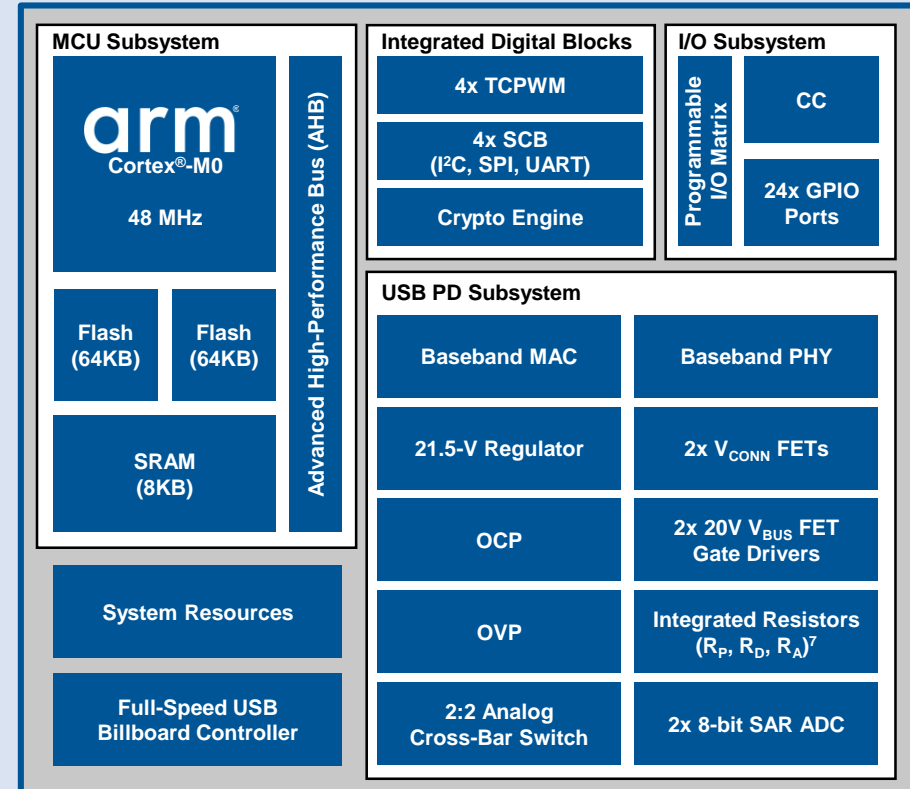 MCU Subsystem
arm®
Cortex®-M0
48 MHz
Advanced High-Performance Bus (AHB)
Flash
(64KB)
Flash
(64KB)
SRAM
(8KB)
System Resources
Full-Speed USB
Billboard Controller
Integrated Digital Blocks
4x TCPWM
4x SCB
(I²C, SPI, UART)
Crypto Engine
I/O Subsystem
Programmable
I/O Matrix
CC
24x GPIO
Ports
USB PD Subsystem
Baseband MAC
Baseband PHY
21.5-V Regulator
2x VCONN FETs
OCP
2x 20V VBUS FET
Gate Drivers
OVP
Integrated Resistors
(RP, RD, RA)⁷
2:2 Analog
Cross-Bar Switch
2x 8-bit SAR ADC